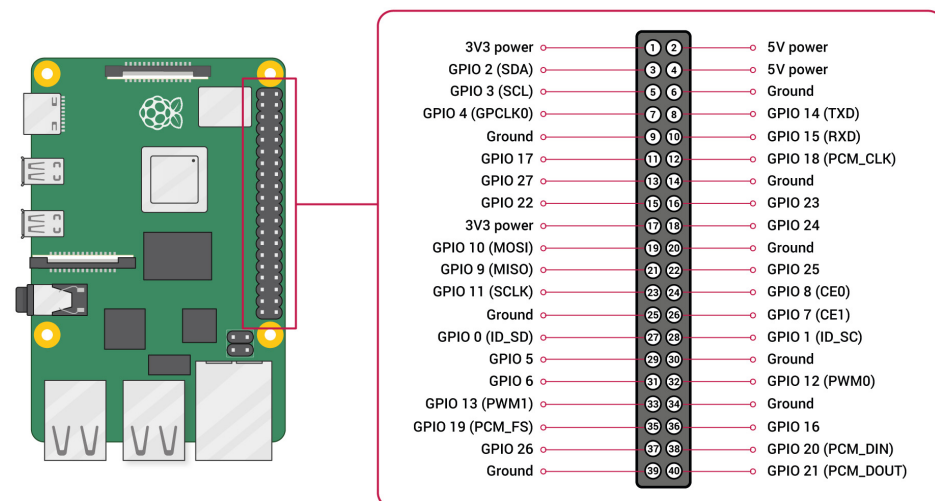 3V3 power 1 2 5V power
GPIO 2 (SDA) 3 4 5V power
GPIO 3 (SCL) 5 6 Ground
GPIO 4 (GPCLK0) 7 8 GPIO 14 (TXD)
Ground 9 10 GPIO 15 (RXD)
GPIO 17 11 12 GPIO 18 (PCM_CLK)
GPIO 27 13 14 Ground
GPIO 22 15 16 GPIO 23
3V3 power 17 18 GPIO 24
GPIO 10 (MOSI) 19 20 Ground
GPIO 9 (MISO) 21 22 GPIO 25
GPIO 11 (SCLK) 23 24 GPIO 8 (CE0)
Ground 25 26 GPIO 7 (CE1)
GPIO 0 (ID_SD) 27 28 GPIO 1 (ID_SC)
GPIO 5 29 30 Ground
GPIO 6 31 32 GPIO 12 (PWM0)
GPIO 13 (PWM1) 33 34 Ground
GPIO 19 (PCM_FS) 35 36 GPIO 16
GPIO 26 37 38 GPIO 20 (PCM_DIN)
Ground 39 40 GPIO 21 (PCM_DOUT)